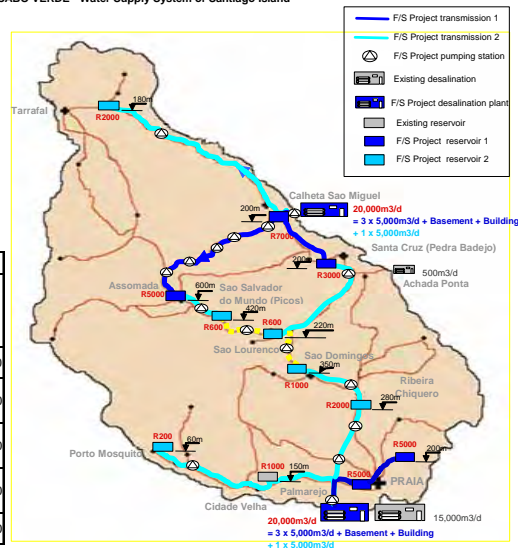 CABO VERDE - Water Supply System of Santiago Island
F/S Project transmission 1
F/S Project transmission 2
F/S Project pumping station
Existing desalination
F/S Project desalination plant
Existing reservoir
F/S Project reservoir 1
F/S Project reservoir 2
180m
Tarrafal
R2000
Calheta Sao Miguel
200m
20,000m3/d
= 3 x 5,000m3/d + Basement + Building
+ 1 x 5,000m3/d
R7000
Santa Cruz (Pedra Badejo)
200m
R3000
500m3/d
Achada Ponta
Assomada
600m
R5000
Sao Salvador
do Mundo (Picos)
420m
R600
R600
220m
Sao Lourenco
Sao Domingos
350m
R1000
Ribeira
Chiquero
R2000
280m
R200
60m
Porto Mosquito
R1000
150m
R5000
200m
R5000
PRAIA
Palmarejo
Cidade Velha
15,000m3/d
20,000m3/d
= 3 x 5,000m3/d + Basement + Building
+ 1 x 5,000m3/d